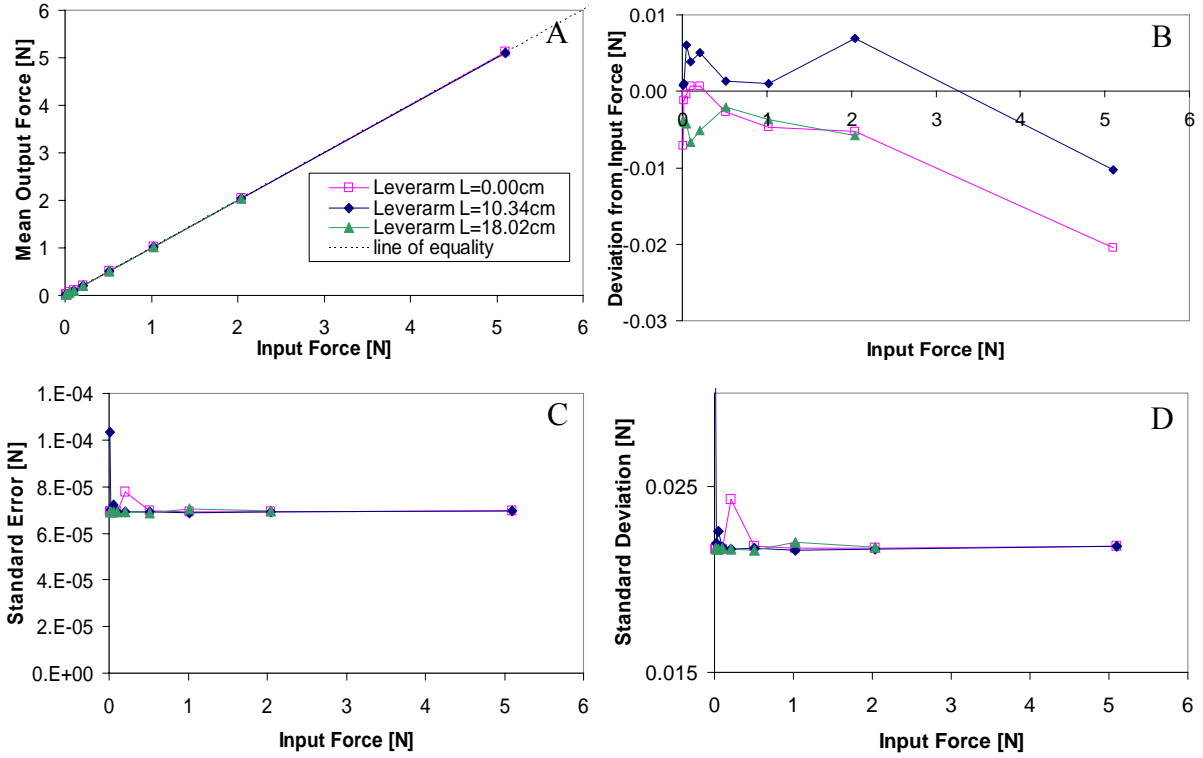 A
Mean Output Force [N]
6
5
4
3
2
1
0
Leverarm L=0.00cm
Leverarm L=10.34cm
Leverarm L=18.02cm
line of equality
0 1 2 3 4 5 6
Input Force [N]
B
Deviation from Input Force [N]
0.01
0.00
-0.01
-0.02
-0.03
0 1 2 3 4 5 6
Input Force [N]
C
Standard Error [N]
1.E-04
1.E-04
8.E-05
6.E-05
4.E-05
2.E-05
0.E+00
0 1 2 3 4 5 6
Input Force [N]
D
Standard Deviation [N]
0.025
0.015
0 1 2 3 4 5 6
Input Force [N]